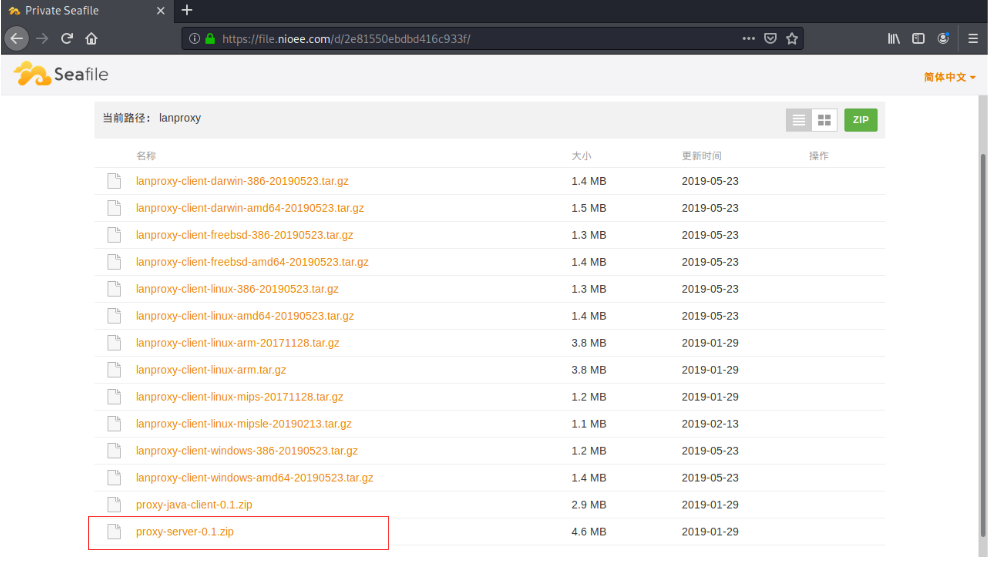 Private Seafile
https://file.nioee.com/d/2e81550ebdbd416c933f/
Seafile
简体中文
当前路径： lanproxy
ZIP
名称 大小 更新时间 操作
lanproxy-client-darwin-386-20190523.tar.gz 1.4 MB 2019-05-23
lanproxy-client-darwin-amd64-20190523.tar.gz 1.5 MB 2019-05-23
lanproxy-client-freebsd-386-20190523.tar.gz 1.3 MB 2019-05-23
lanproxy-client-freebsd-amd64-20190523.tar.gz 1.4 MB 2019-05-23
lanproxy-client-linux-386-20190523.tar.gz 1.3 MB 2019-05-23
lanproxy-client-linux-amd64-20190523.tar.gz 1.4 MB 2019-05-23
lanproxy-client-linux-arm-20171128.tar.gz 3.8 MB 2019-01-29
lanproxy-client-linux-arm.tar.gz 3.8 MB 2019-01-29
lanproxy-client-linux-mips-20171128.tar.gz 1.2 MB 2019-01-29
lanproxy-client-linux-mipsle-20190213.tar.gz 1.1 MB 2019-02-13
lanproxy-client-windows-386-20190523.tar.gz 1.2 MB 2019-05-23
lanproxy-client-windows-amd64-20190523.tar.gz 1.4 MB 2019-05-23
proxy-java-client-0.1.zip 2.9 MB 2019-01-29
proxy-server-0.1.zip 4.6 MB 2019-01-29